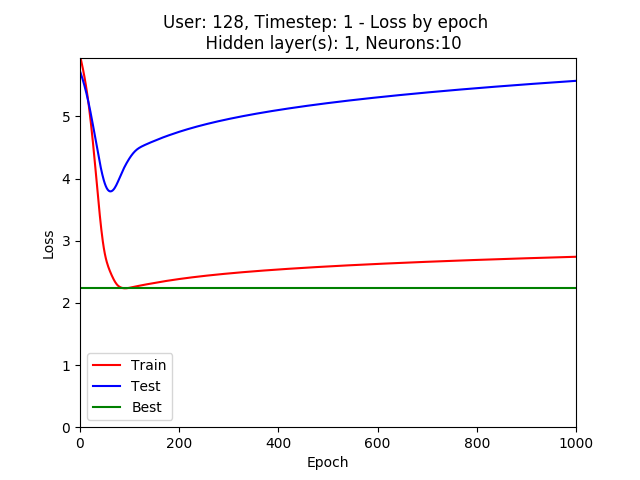 User: 128, Timestep: 1 - Loss by epoch
Hidden layer(s): 1, Neurons:10
Loss
5
4
3
2
1
0
Train
Test
Best
0 200 400 600 800 1000
Epoch